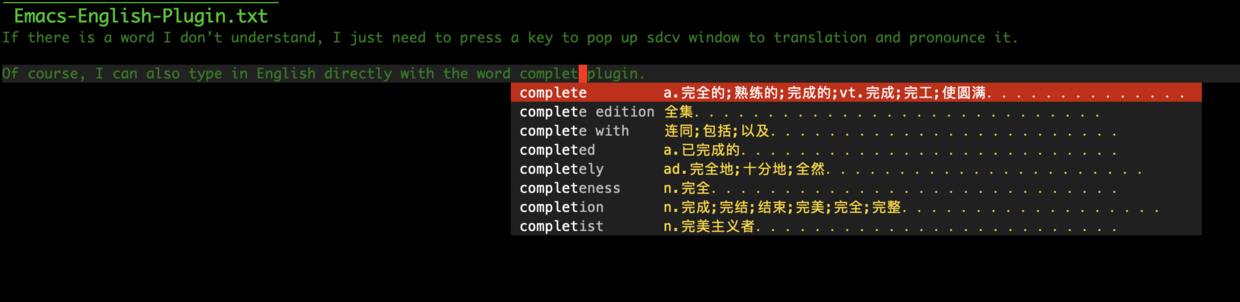 Emacs-English-Plugin.txt
If there is a word I don't understand, I just need to press a key to pop up sdcv window to translation and pronounce it.
Of course, I can also type in English directly with the word complet plugin.
complete a.完全的;熟练的;完成的;vt.完成;完工;使圆满. . . . . . . . . . . . . .
complete edition 全集. . . . . . . . . . . . . . . . . . . . . . . . . . . .
complete with 连同;包括;以及. . . . . . . . . . . . . . . . . . . . . . . .
completed a.已完成的. . . . . . . . . . . . . . . . . . . . . . . . . .
completely ad.完全地;十分地;全然. . . . . . . . . . . . . . . . . . . . . .
completeness n.完全. . . . . . . . . . . . . . . . . . . . . . . . . . . .
completion n.完成;完结;结束;完美;完全;完整. . . . . . . . . . . . . . . . . .
completist n.完美主义者. . . . . . . . . . . . . . . . . . . . . . . . .